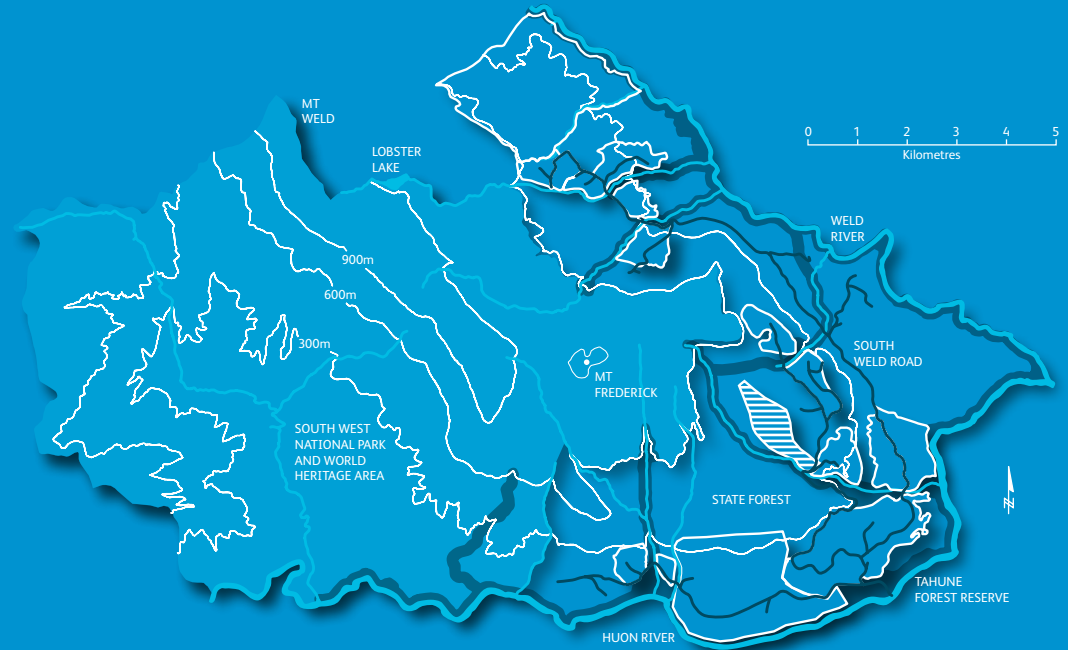 MT
WELD
LOBSTER
LAKE
0 1 2 3 4 5
Kilometres
WELD
RIVER
900m
600m
300m
SOUTH
WELD ROAD
MT
FREDERICK
SOUTH WEST
NATIONAL PARK
AND WORLD
HERITAGE AREA
STATE FOREST
N
TAHUNE
FOREST RESERVE
HUON RIVER